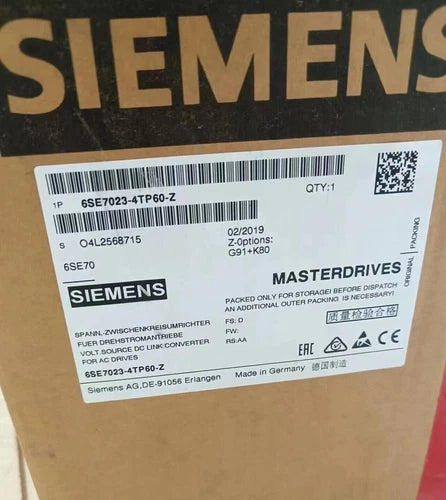 SIEMENS
1P 6SE7023-4TP60-Z
QTY:1
S O4L2568715
02/2019
Z-Options:
G91+K80
6SE70
ORIGINAL PACKING
SIEMENS
MASTERDRIVES
PACKED ONLY FOR STORAGE! BEFORE DISPATCH
AN ADDITIONAL OUTER PACKING IS NECESSARY!
SPANN.-ZWISCHENKREISUMRICHTER
FUER DREHSTROMANTRIEBE
VOLT.SOURCE DC LINK:CONVERTER
FOR AC DRIVES
FS: D
FW:
RS:AA
质量检验合格
EAC
CE
6SE7023-4TP60-Z
Siemens AG,DE-91056 Erlangen
Made in Germany 德国制造